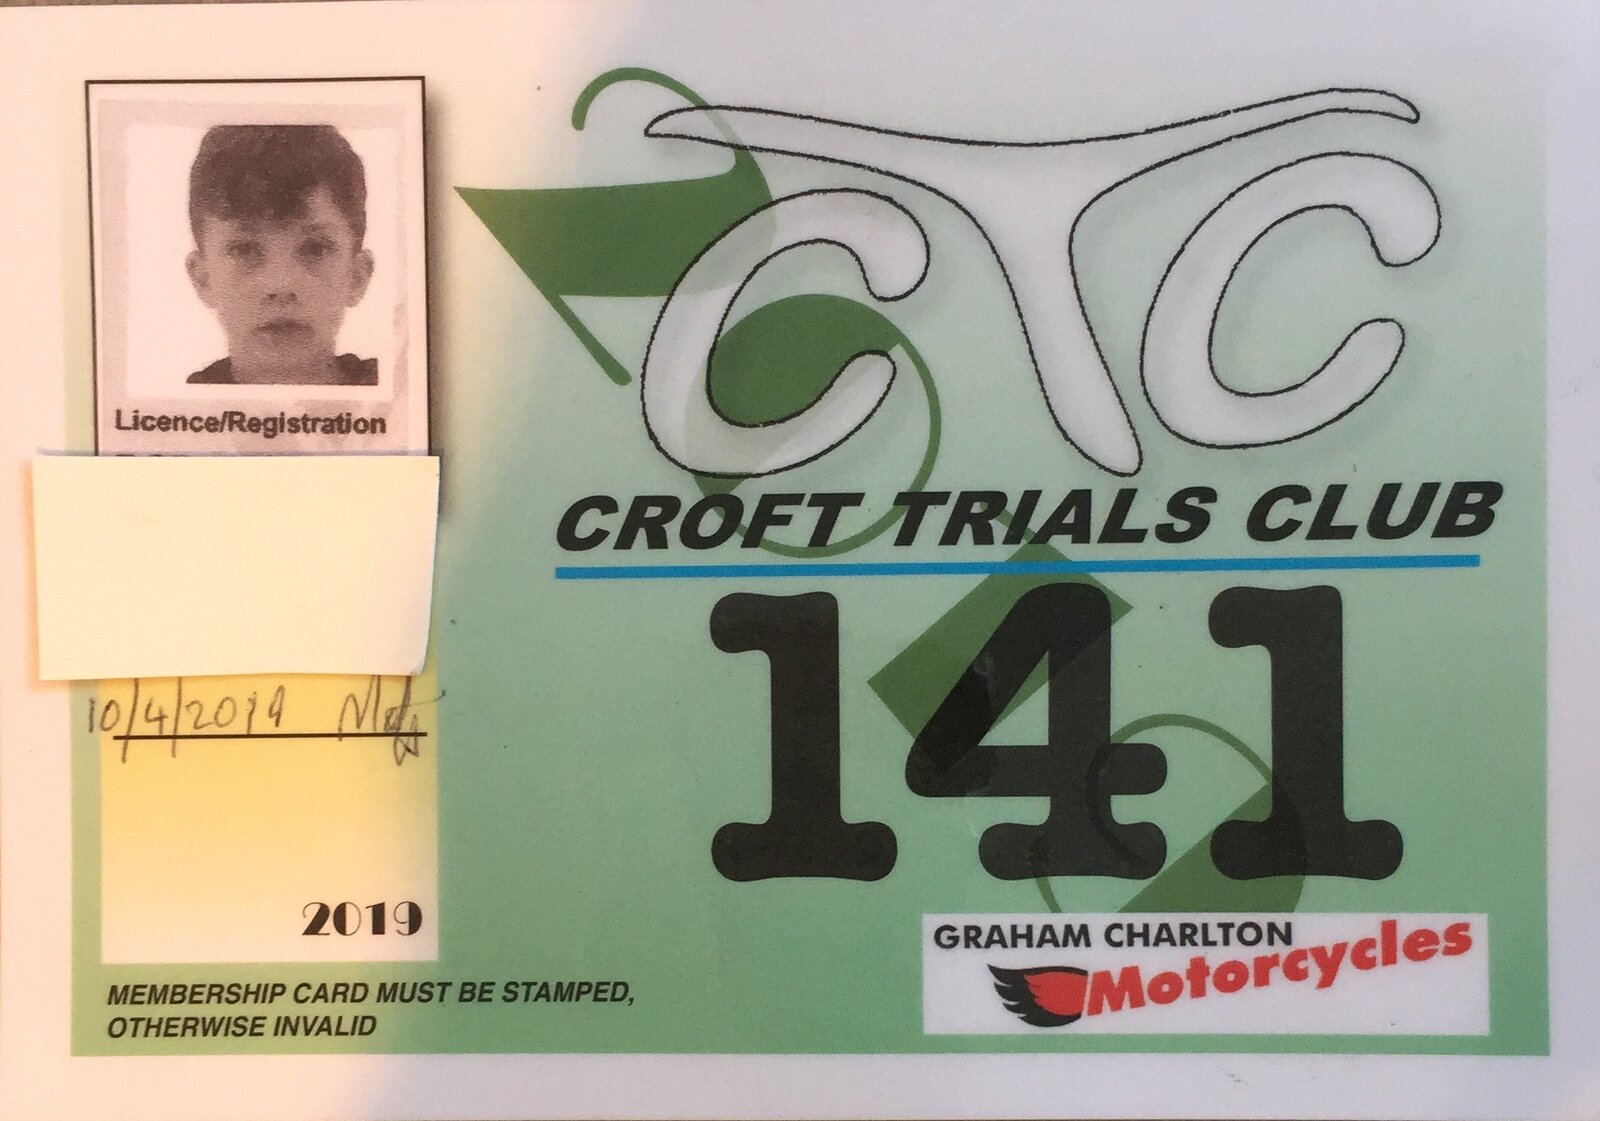 Licence/Registration
10/4/2019
2019
MEMBERSHIP CARD MUST BE STAMPED,
OTHERWISE INVALID
CTC
CROFT TRIALS CLUB
141
GRAHAM CHARLTON
Motorcycles